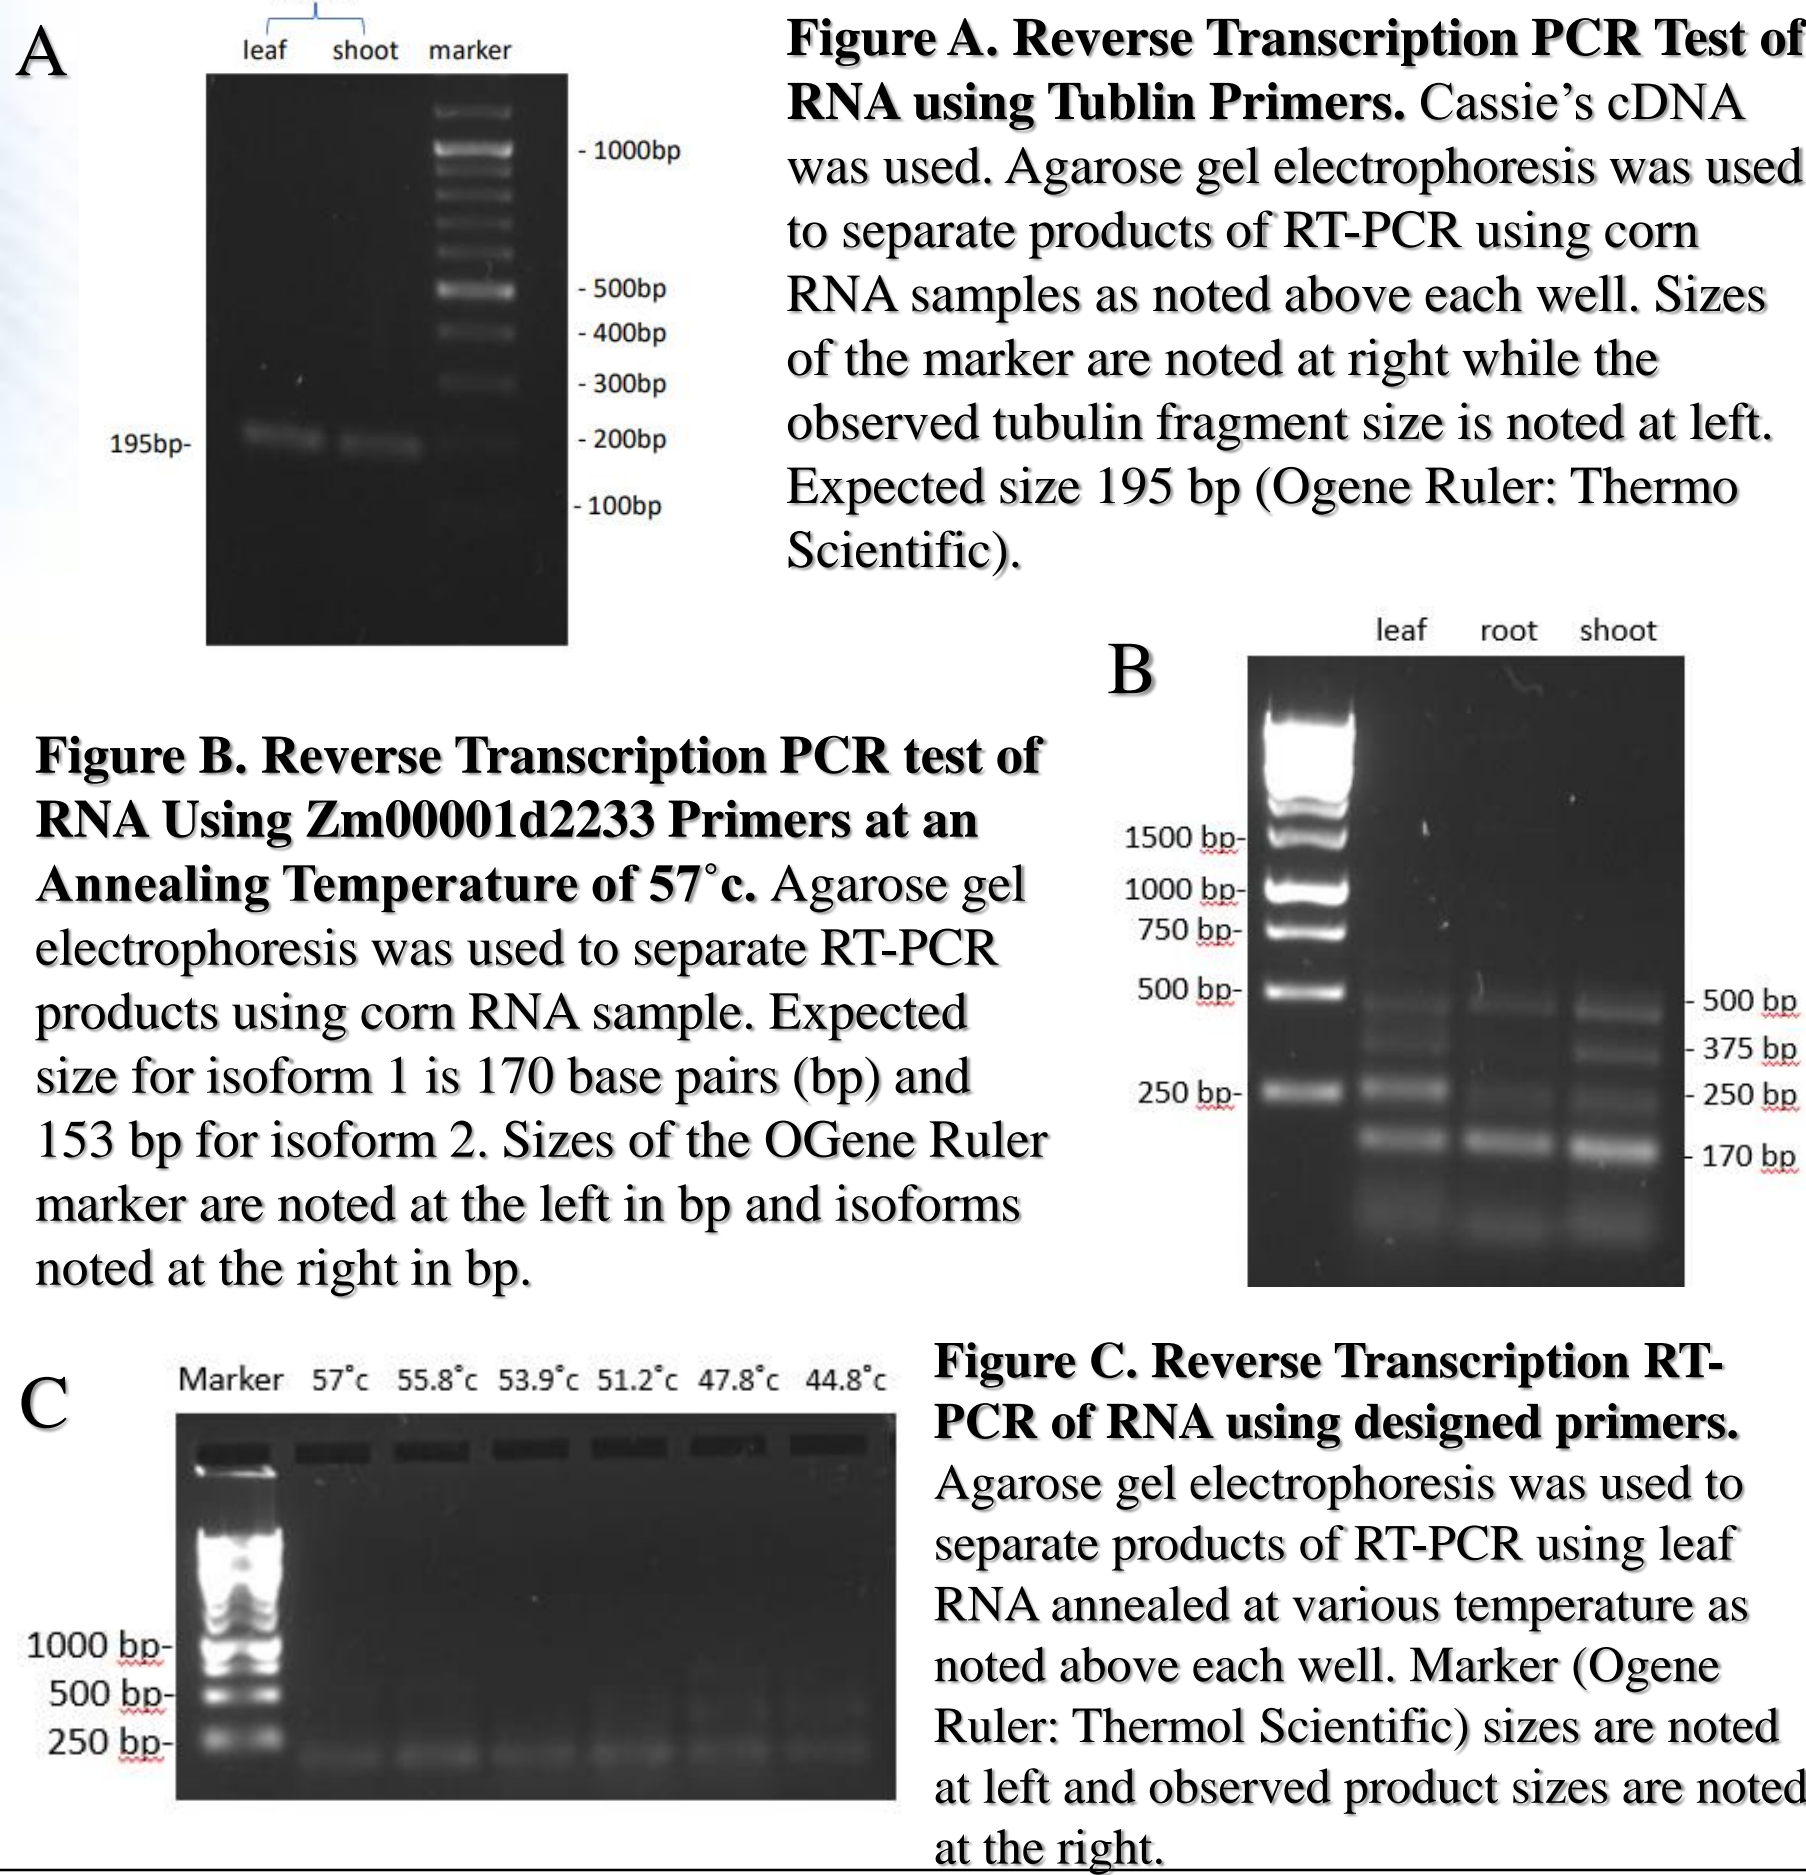 A
leaf shoot marker
- 1000bp
- 500bp
- 400bp
- 300bp
- 200bp
- 100bp
195bp-
Figure A. Reverse Transcription PCR Test of
RNA using Tublin Primers. Cassie’s cDNA
was used. Agarose gel electrophoresis was used
to separate products of RT-PCR using corn
RNA samples as noted above each well. Sizes
of the marker are noted at right while the
observed tubulin fragment size is noted at left.
Expected size 195 bp (Ogene Ruler: Thermo
Scientific).
Figure B. Reverse Transcription PCR test of
RNA Using Zm00001d2233 Primers at an
Annealing Temperature of 57˚c. Agarose gel
electrophoresis was used to separate RT-PCR
products using corn RNA sample. Expected
size for isoform 1 is 170 base pairs (bp) and
153 bp for isoform 2. Sizes of the OGene Ruler
marker are noted at the left in bp and isoforms
noted at the right in bp.
B
leaf root shoot
1500 bp-
1000 bp-
750 bp-
500 bp-
250 bp-
- 500 bp
- 375 bp
- 250 bp
- 170 bp
C
Marker 57˚c 55.8˚c 53.9˚c 51.2˚c 47.8˚c 44.8˚c
1000 bp-
500 bp-
250 bp-
Figure C. Reverse Transcription RT-
PCR of RNA using designed primers.
Agarose gel electrophoresis was used to
separate products of RT-PCR using leaf
RNA annealed at various temperature as
noted above each well. Marker (Ogene
Ruler: Thermol Scientific) sizes are noted
at left and observed product sizes are noted
at the right.